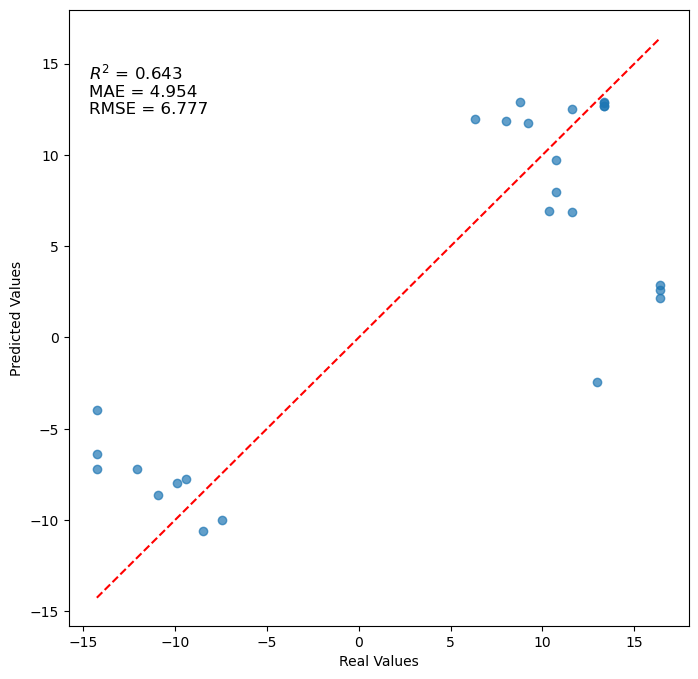 R² = 0.643
MAE = 4.954
RMSE = 6.777
15
10
5
0
−5
−10
−15
Predicted Values
−15 −10 −5 0 5 10 15
Real Values